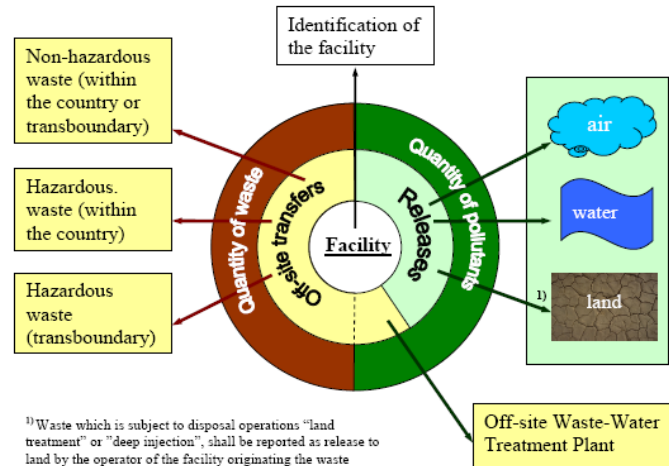 Identification of
the facility
Non-hazardous
waste (within
the country or
transboundary)
Hazardous.
waste (within
the country)
Hazardous
waste
(transboundary)
Quantity of waste
Off-site transfers
Facility
Releases
Quantity of pollutants
air
water
1)
land
Off-site Waste-Water
Treatment Plant
1) Waste which is subject to disposal operations “land
treatment” or ”deep injection”, shall be reported as release to
land by the operator of the facility originating the waste